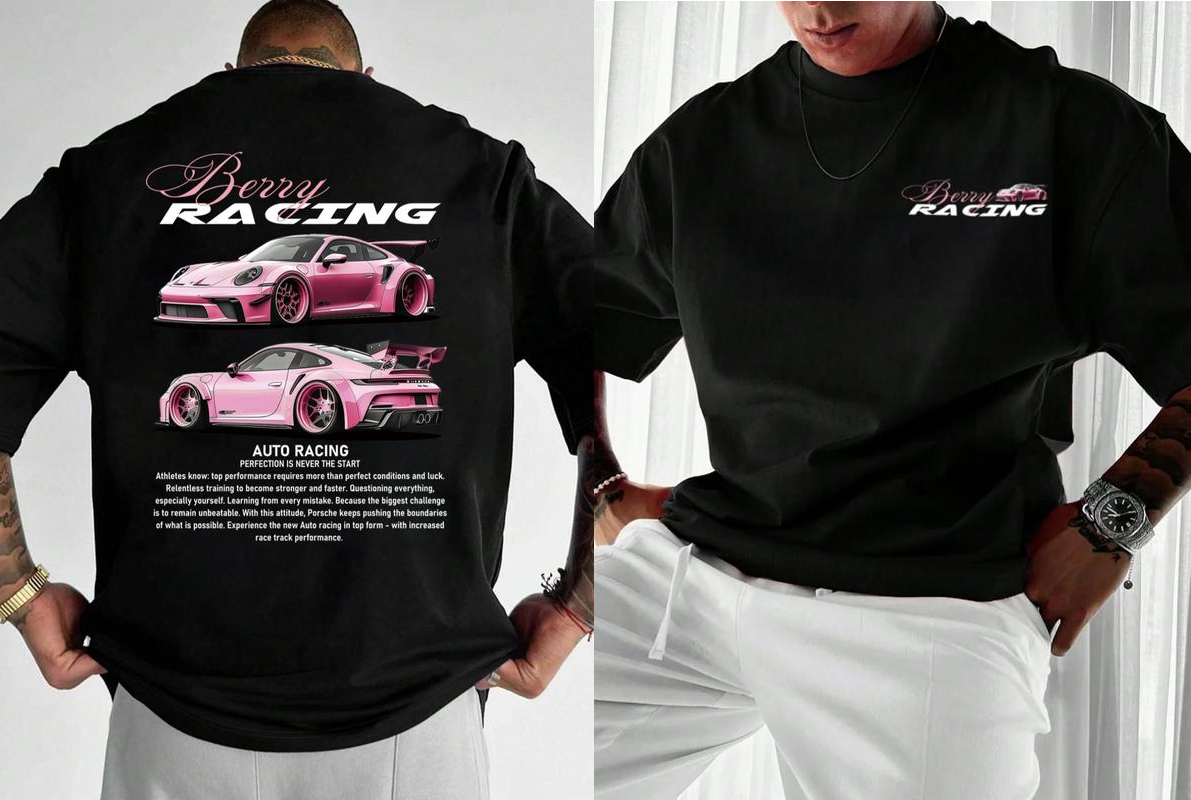 Berry
RACING
AUTO RACING
PERFECTION IS NEVER THE START
Athletes know: top performance requires more than perfect conditions and luck.
Relentless training to become stronger and faster. Questioning everything,
especially yourself. Learning from every mistake. Because the biggest challenge
is to remain unbeatable. With this attitude, Porsche keeps pushing the boundaries
of what is possible. Experience the new Auto racing in top form - with increased
race track performance.
Berry
RACING